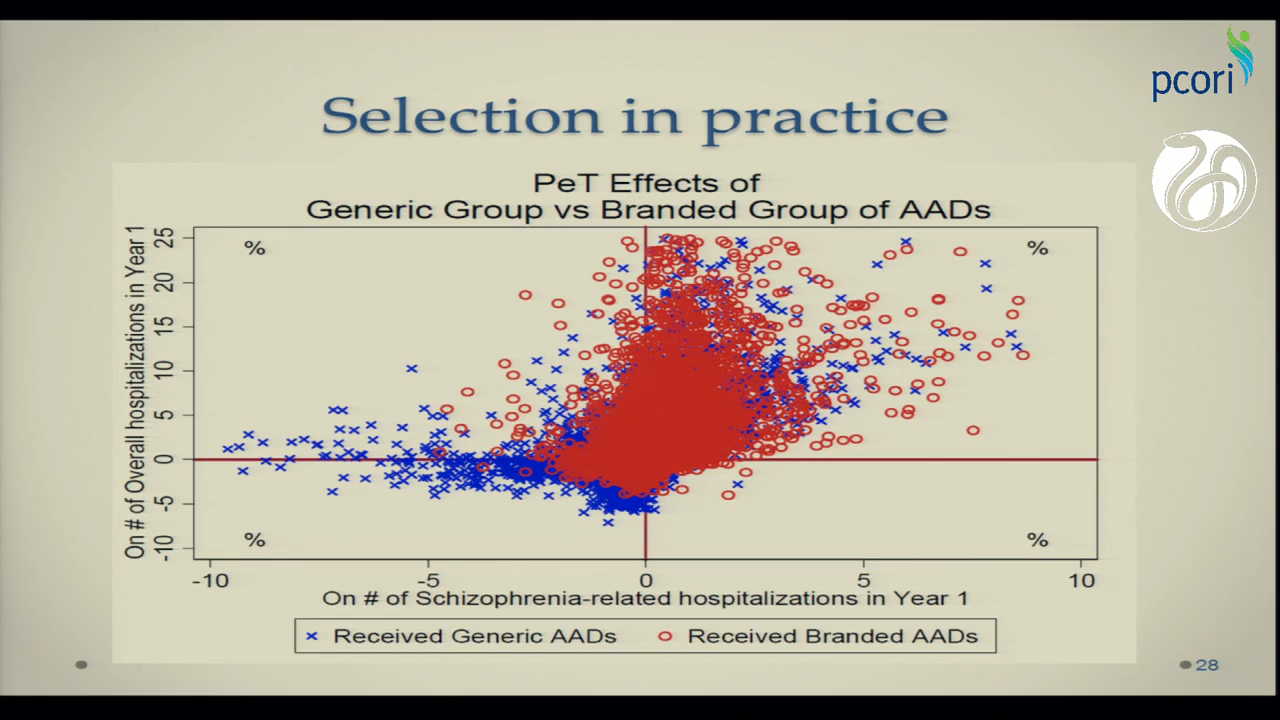 pcori
Selection in practice
PeT Effects of
Generic Group vs Branded Group of AADs
On # of Overall hospitalizations in Year 1
25
20
15
10
5
0
-5
-10
%
%
%
%
-10
-5
0
5
10
On # of Schizophrenia-related hospitalizations in Year 1
Received Generic AADs
Received Branded AADs
28